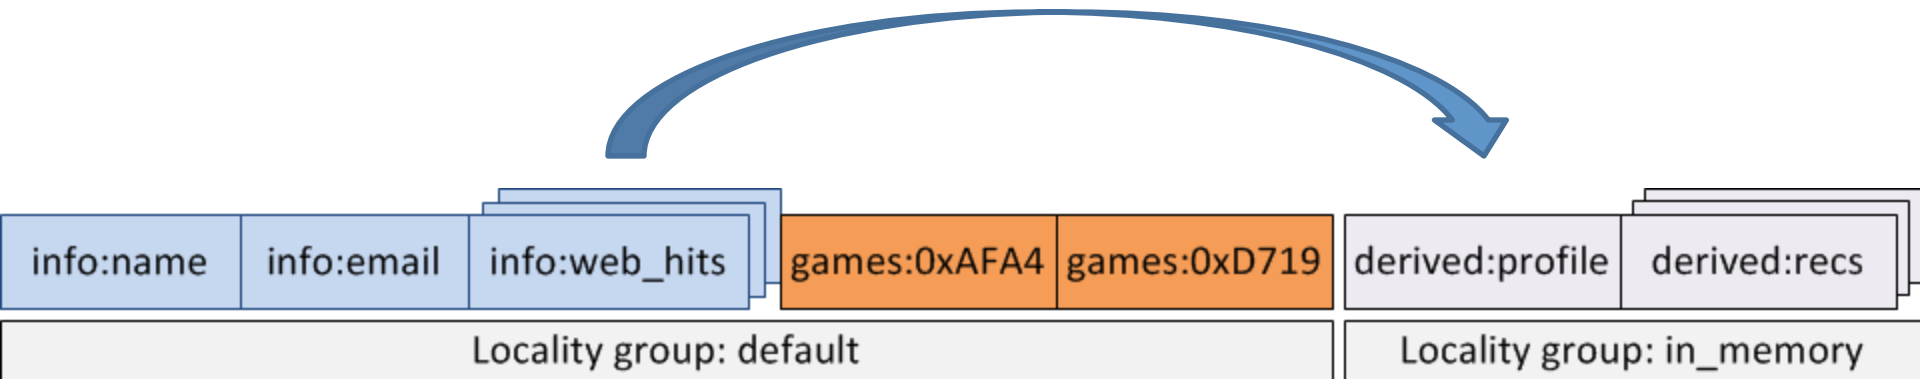 info:name info:email info:web_hits games:0xAFA4 games:0xD719 derived:profile derived:recs
Locality group: default Locality group: in_memory